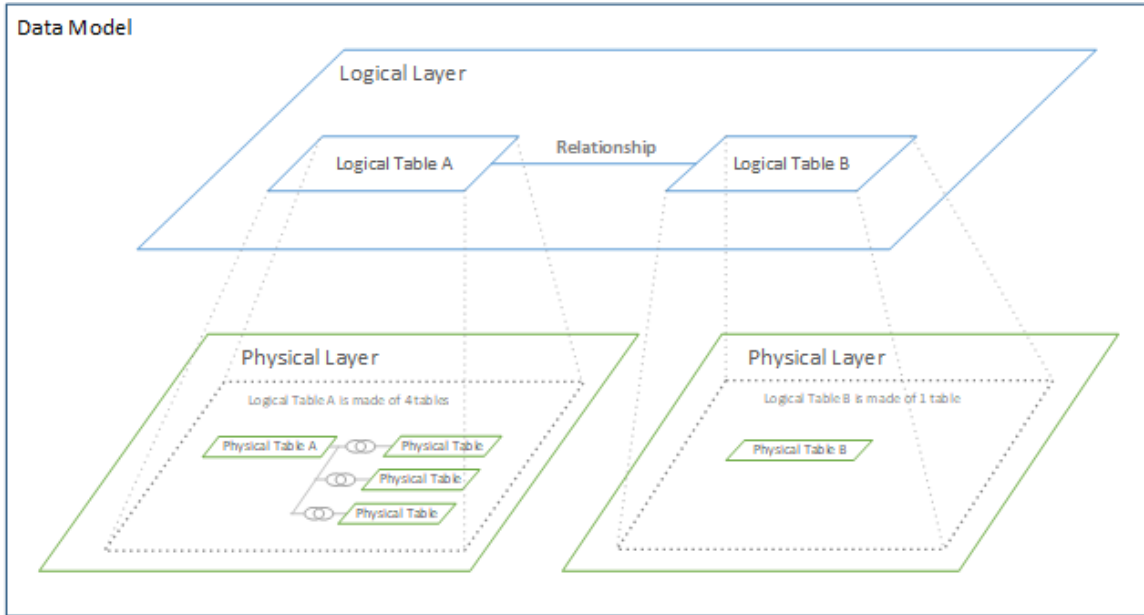 Data Model
Logical Layer
Logical Table A
Relationship
Logical Table B
Physical Layer
Logical Table A is made of 4 tables
Physical Table A
Physical Table
Physical Table
Physical Table
Physical Layer
Logical Table B is made of 1 table
Physical Table B